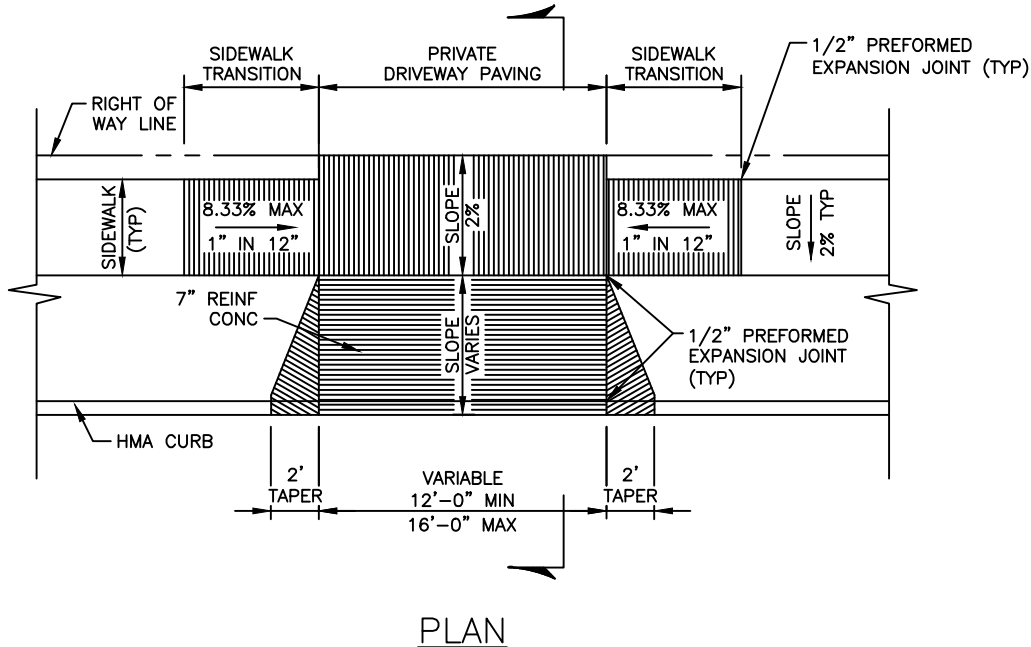 SIDEWALK
TRANSITION
PRIVATE
DRIVEWAY PAVING
SIDEWALK
TRANSITION
1/2" PREFORMED
EXPANSION JOINT (TYP)
RIGHT OF
WAY LINE
SIDEWALK
(TYP)
8.33% MAX
1" IN 12"
SLOPE
2%
8.33% MAX
1" IN 12"
SLOPE
2% TYP
7" REINF
CONC
SLOPE
VARIES
1/2" PREFORMED
EXPANSION JOINT
(TYP)
HMA CURB
2'
TAPER
VARIABLE
12'-0" MIN
16'-0" MAX
2'
TAPER
PLAN